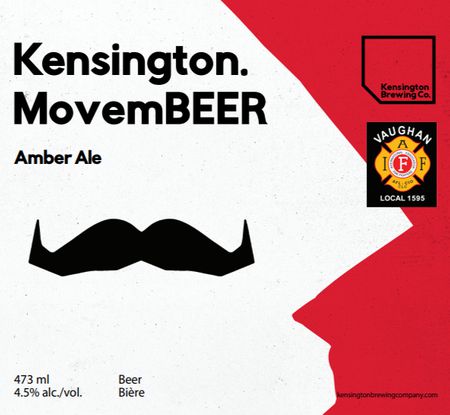 Kensington.
MovemBEER
Amber Ale
Kensington
Brewing Co.
VAUGHAN
I A F F
LOCAL 1595
473 ml Beer
4.5% alc./vol. Bière
kensingtonbrewingcompany.com